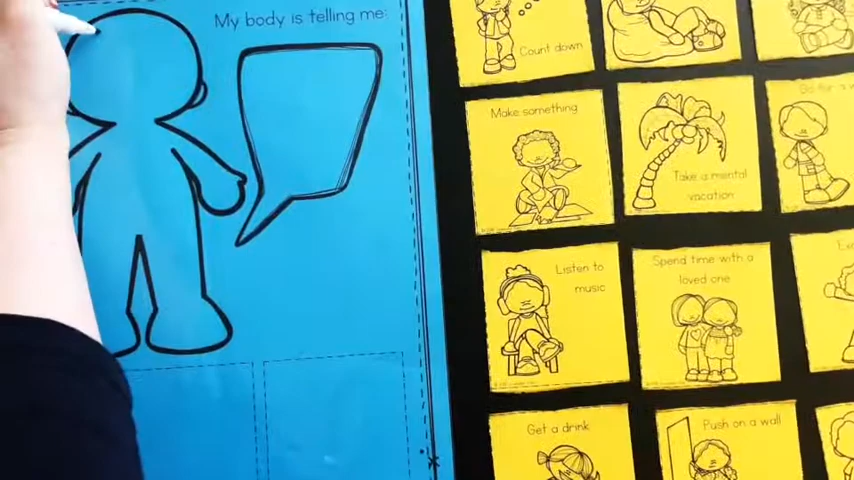 My body is telling me:
Count down
Make something
Take a mental
vacation
Listen to
music
Spend time with a
loved one
Get a drink
Push on a wall